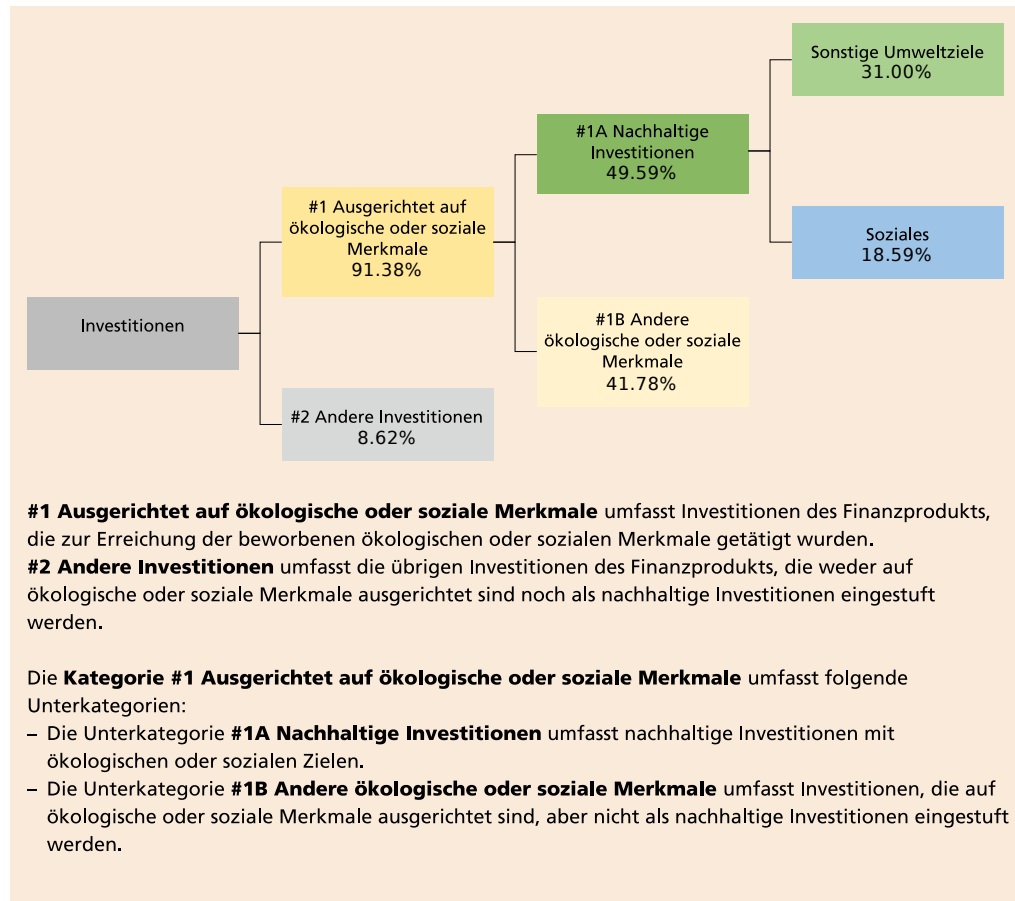 Sonstige Umweltziele
31.00%
#1A Nachhaltige
Investitionen
49.59%
#1 Ausgerichtet auf
ökologische oder soziale
Merkmale
91.38%
Soziales
18.59%
Investitionen
#1B Andere
ökologische oder soziale
Merkmale
41.78%
#2 Andere Investitionen
8.62%
#1 Ausgerichtet auf ökologische oder soziale Merkmale umfasst Investitionen des Finanzprodukts,
die zur Erreichung der beworbenen ökologischen oder sozialen Merkmale getätigt wurden.
#2 Andere Investitionen umfasst die übrigen Investitionen des Finanzprodukts, die weder auf
ökologische oder soziale Merkmale ausgerichtet sind noch als nachhaltige Investitionen eingestuft
werden.
Die Kategorie #1 Ausgerichtet auf ökologische oder soziale Merkmale umfasst folgende
Unterkategorien:
– Die Unterkategorie #1A Nachhaltige Investitionen umfasst nachhaltige Investitionen mit
ökologischen oder sozialen Zielen.
– Die Unterkategorie #1B Andere ökologische oder soziale Merkmale umfasst Investitionen, die auf
ökologische oder soziale Merkmale ausgerichtet sind, aber nicht als nachhaltige Investitionen eingestuft
werden.